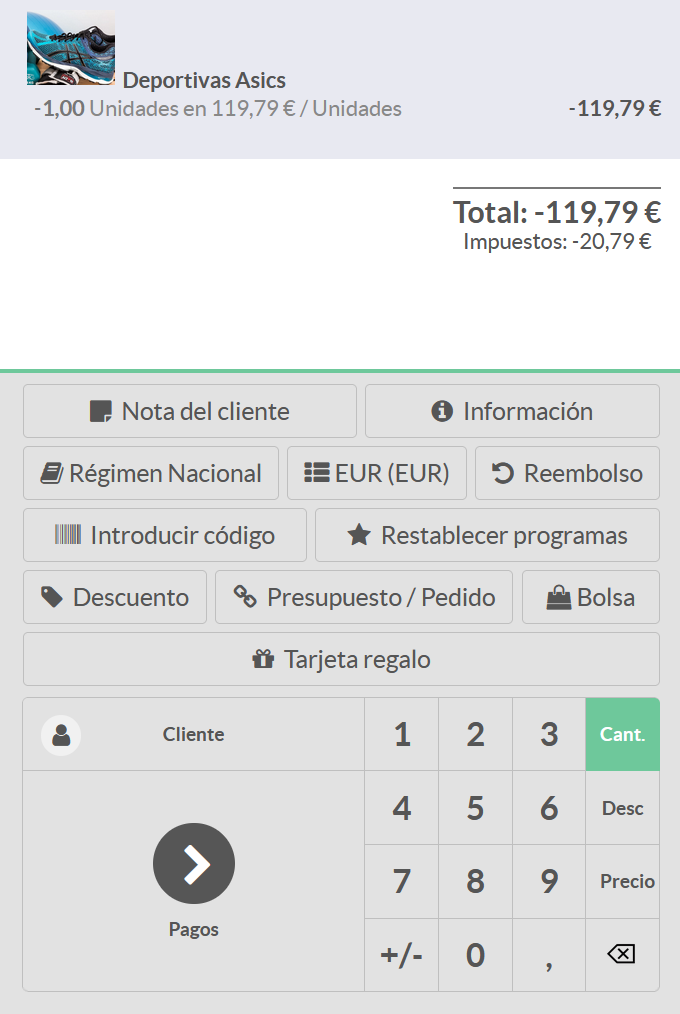 Deportivas Asics
-1,00 Unidades en 119,79 € / Unidades -119,79 €
Total: -119,79 €
Impuestos: -20,79 €
Nota del cliente Información
Régimen Nacional EUR (EUR) Reembolso
Introducir código Restablecer programas
Descuento Presupuesto / Pedido Bolsa
Tarjeta regalo
Cliente 1 2 3 Cant.
4 5 6 Desc
7 8 9 Precio
Pagos
+/- 0 ,